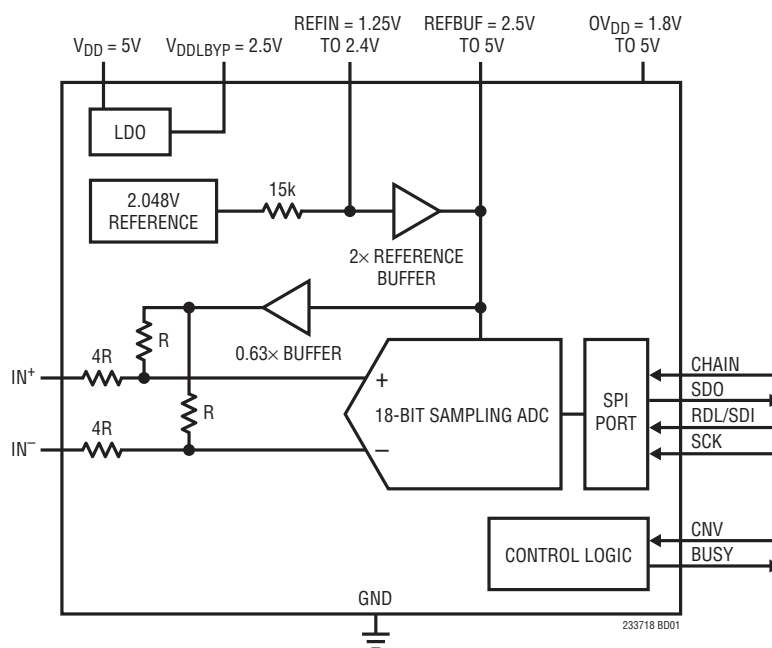 REFIN = 1.25V
TO 2.4V
REFBUF = 2.5V
TO 5V
OVDD = 1.8V
TO 5V
VDD = 5V
VDDLBYP = 2.5V
LDO
2.048V
REFERENCE
15k
2× REFERENCE
BUFFER
R
0.63× BUFFER
4R
IN+
+
R
18-BIT SAMPLING ADC
4R
IN–
–
SPI
PORT
CHAIN
SDO
RDL/SDI
SCK
CNV
BUSY
CONTROL LOGIC
GND
233718 BD01